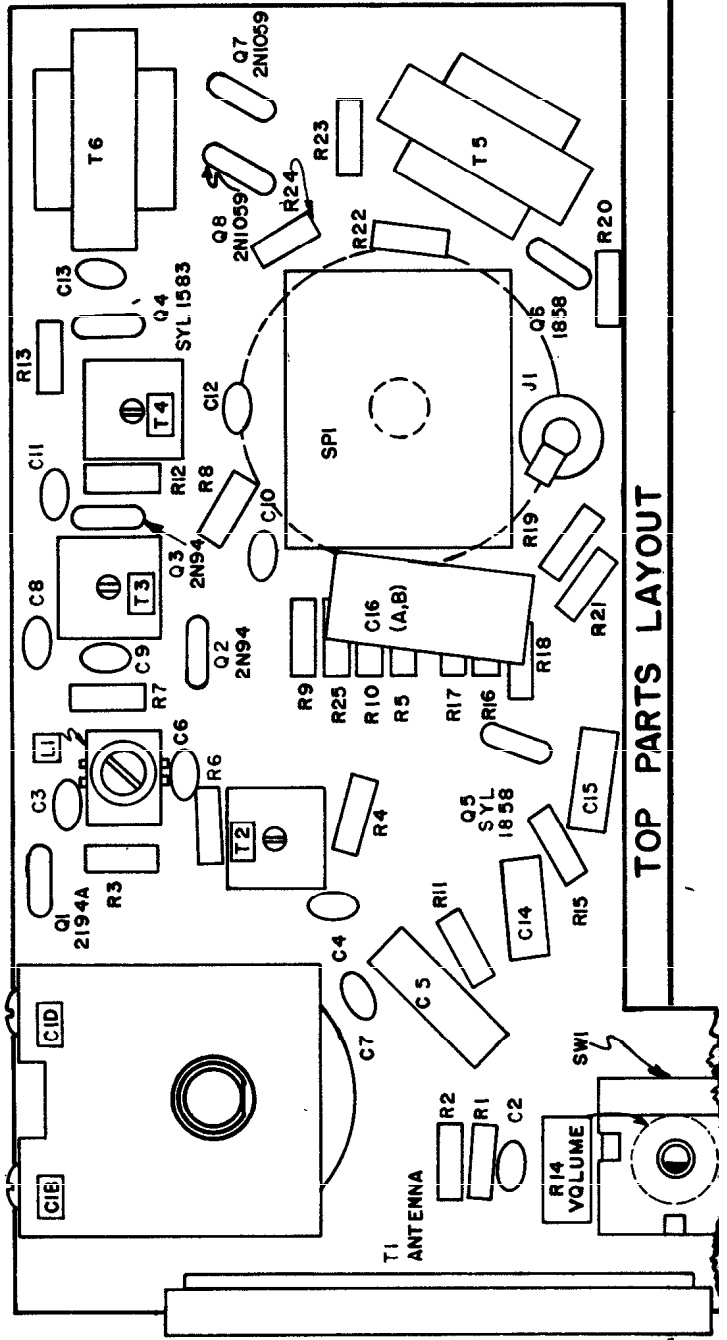 C1B
C1D
Q1
2194A
C3
L1
C8
C11
R13
C13
T6
R3
C6
R7
C9
T3
Q3
2N94
R12
T4
Q4
SYL 1583
Q8
2N1059
Q7
2N1059
R6
T2
Q2
2N94
R8
C10
C12
R24
R23
C4
R4
R9
R25
R10
R5
R17
R16
R18
C16
(A,B)
SP1
R22
T5
C7
C5
R11
Q5
SYL
1858
T1
ANTENNA
R2
R1
C2
C14
R15
C15
R21
R19
J1
Q6
1858
R20
R14
VOLUME
SW1
TOP PARTS LAYOUT